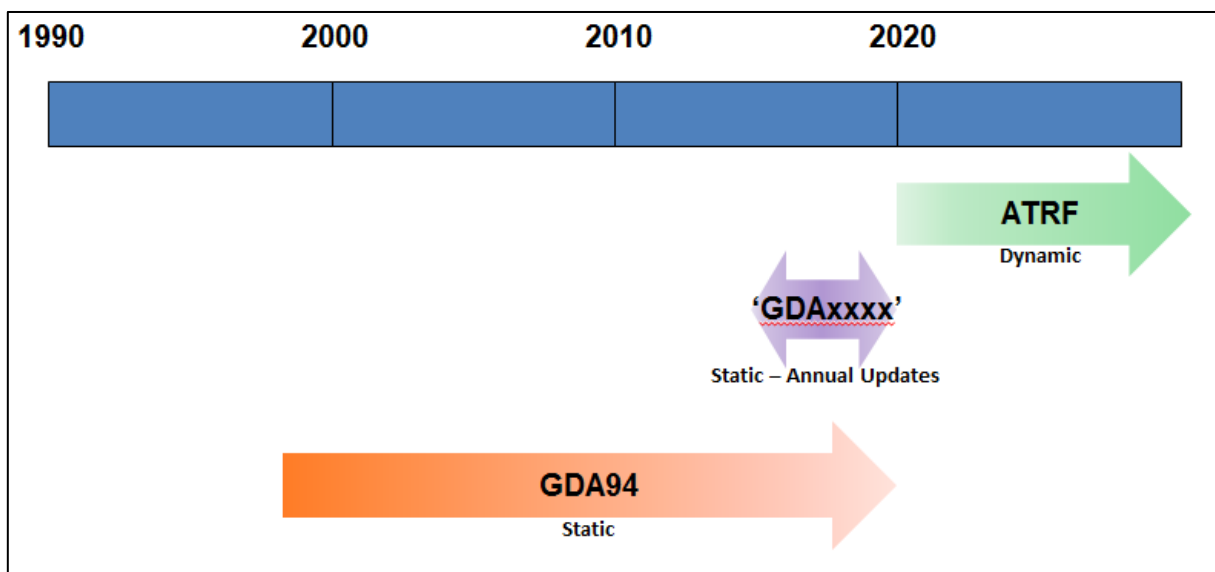 1990 2000 2010 2020
ATRF
Dynamic
‘GDAxxxx’
Static – Annual Updates
GDA94
Static